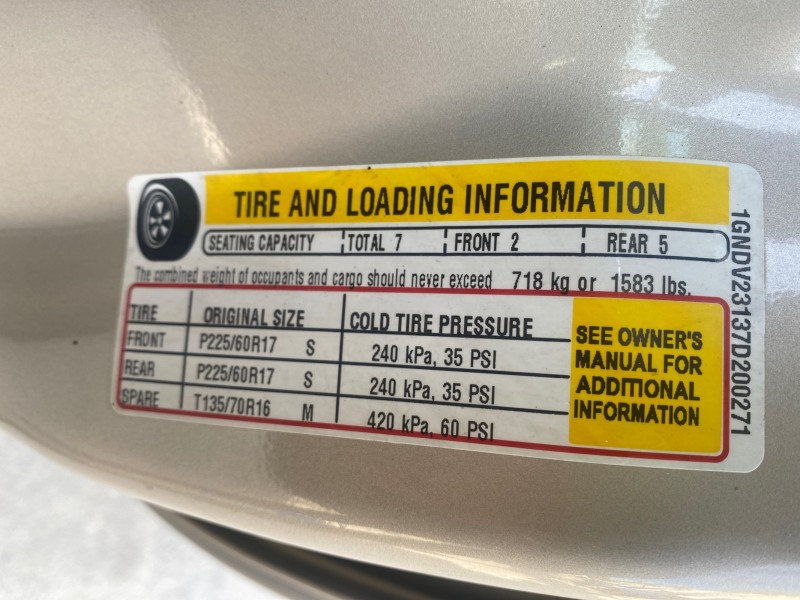 TIRE AND LOADING INFORMATION
SEATING CAPACITY TOTAL 7 FRONT 2 REAR 5
The combined weight of occupants and cargo should never exceed 718 kg or 1583 lbs.
TIRE ORIGINAL SIZE COLD TIRE PRESSURE
FRONT P225/60R17 S 240 kPa, 35 PSI
REAR P225/60R17 S 240 kPa, 35 PSI
SPARE T135/70R16 M 420 kPa, 60 PSI
SEE OWNER'S
MANUAL FOR
ADDITIONAL
INFORMATION
1GNDV23137D200271